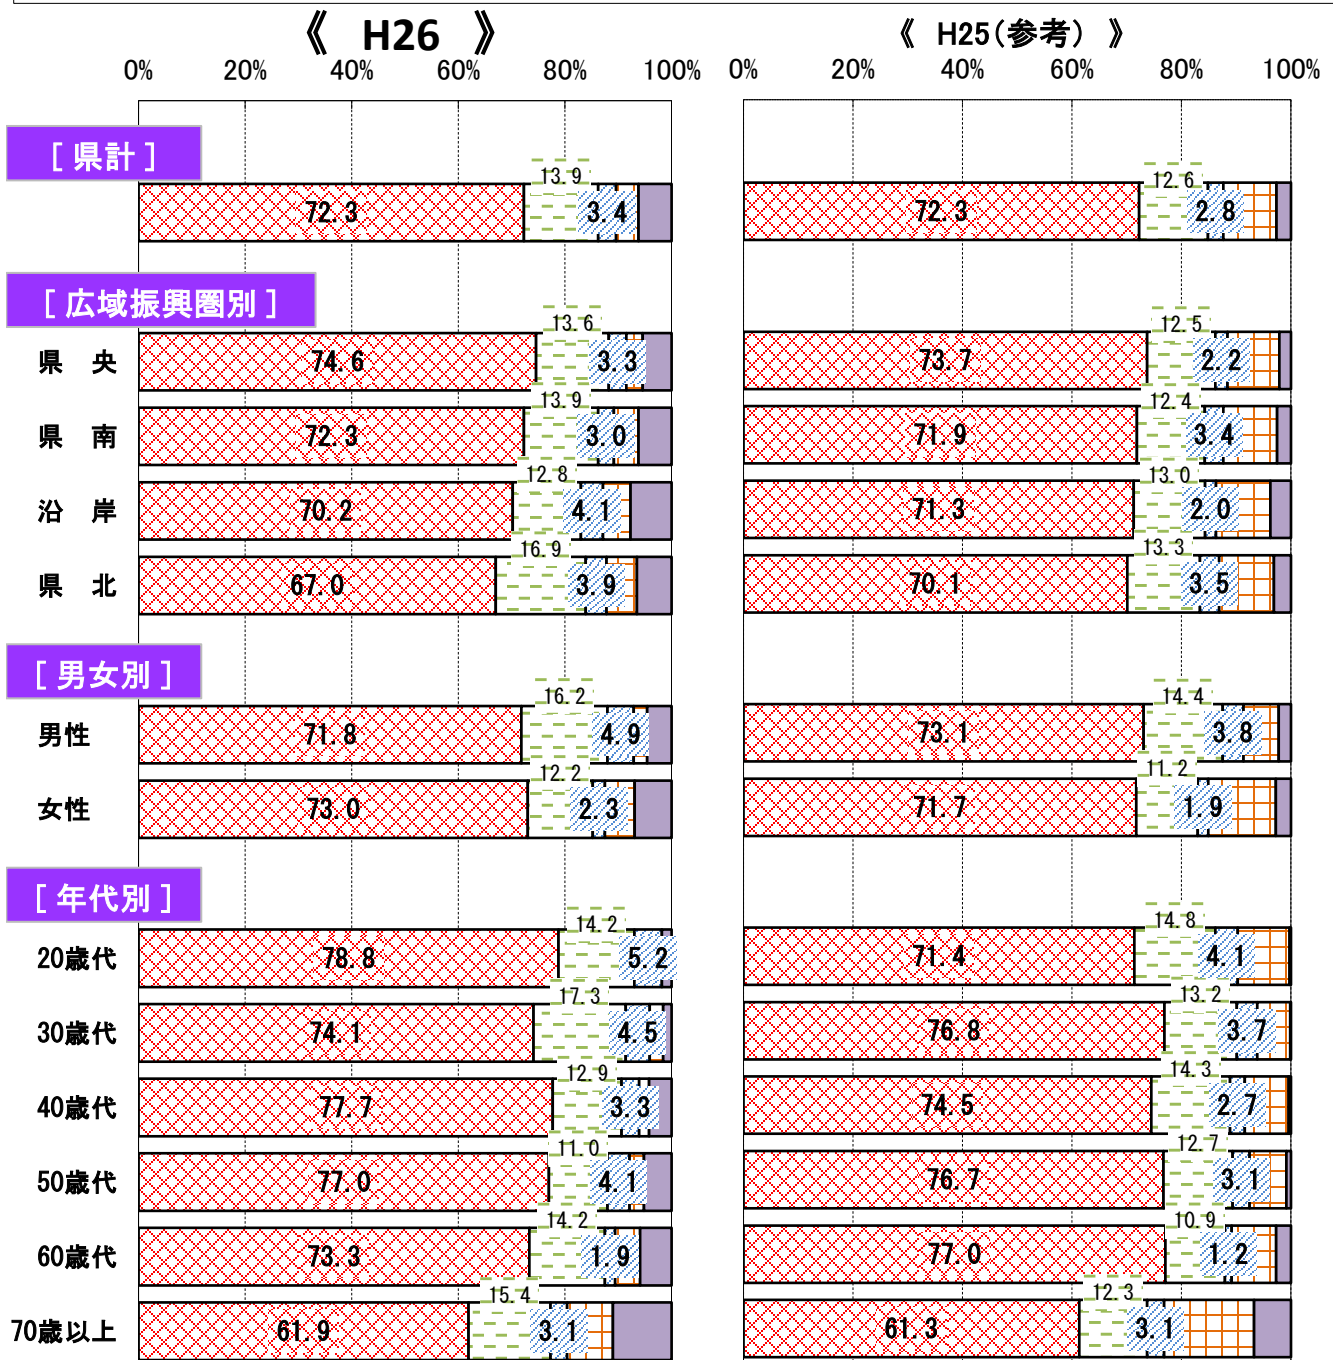 《 H26 》 《 H25(参考) 》
0% 20% 40% 60% 80% 100% 0% 20% 40% 60% 80% 100%
[ 県計 ]
13.9 12.6
72.3 3.4 72.3 2.8
[ 広域振興圏別 ]
13.6 12.5
県 央 74.6 3.3 73.7 2.2
13.9 12.4
県 南 72.3 3.0 71.9 3.4
12.8 13.0
沿 岸 70.2 4.1 71.3 2.0
16.9 13.3
県 北 67.0 3.9 70.1 3.5
[ 男女別 ]
16.2 14.4
男性 71.8 4.9 73.1 3.8
12.2 11.2
女性 73.0 2.3 71.7 1.9
[ 年代別 ]
14.2 14.8
20歳代 78.8 5.2 71.4 4.1
17.3 13.2
30歳代 74.1 4.5 76.8 3.7
12.9 14.3
40歳代 77.7 3.3 74.5 2.7
11.0 12.7
50歳代 77.0 4.1 76.7 3.1
14.2 10.9
60歳代 73.3 1.9 77.0 1.2
15.4 12.3
70歳以上 61.9 3.1 61.3 3.1